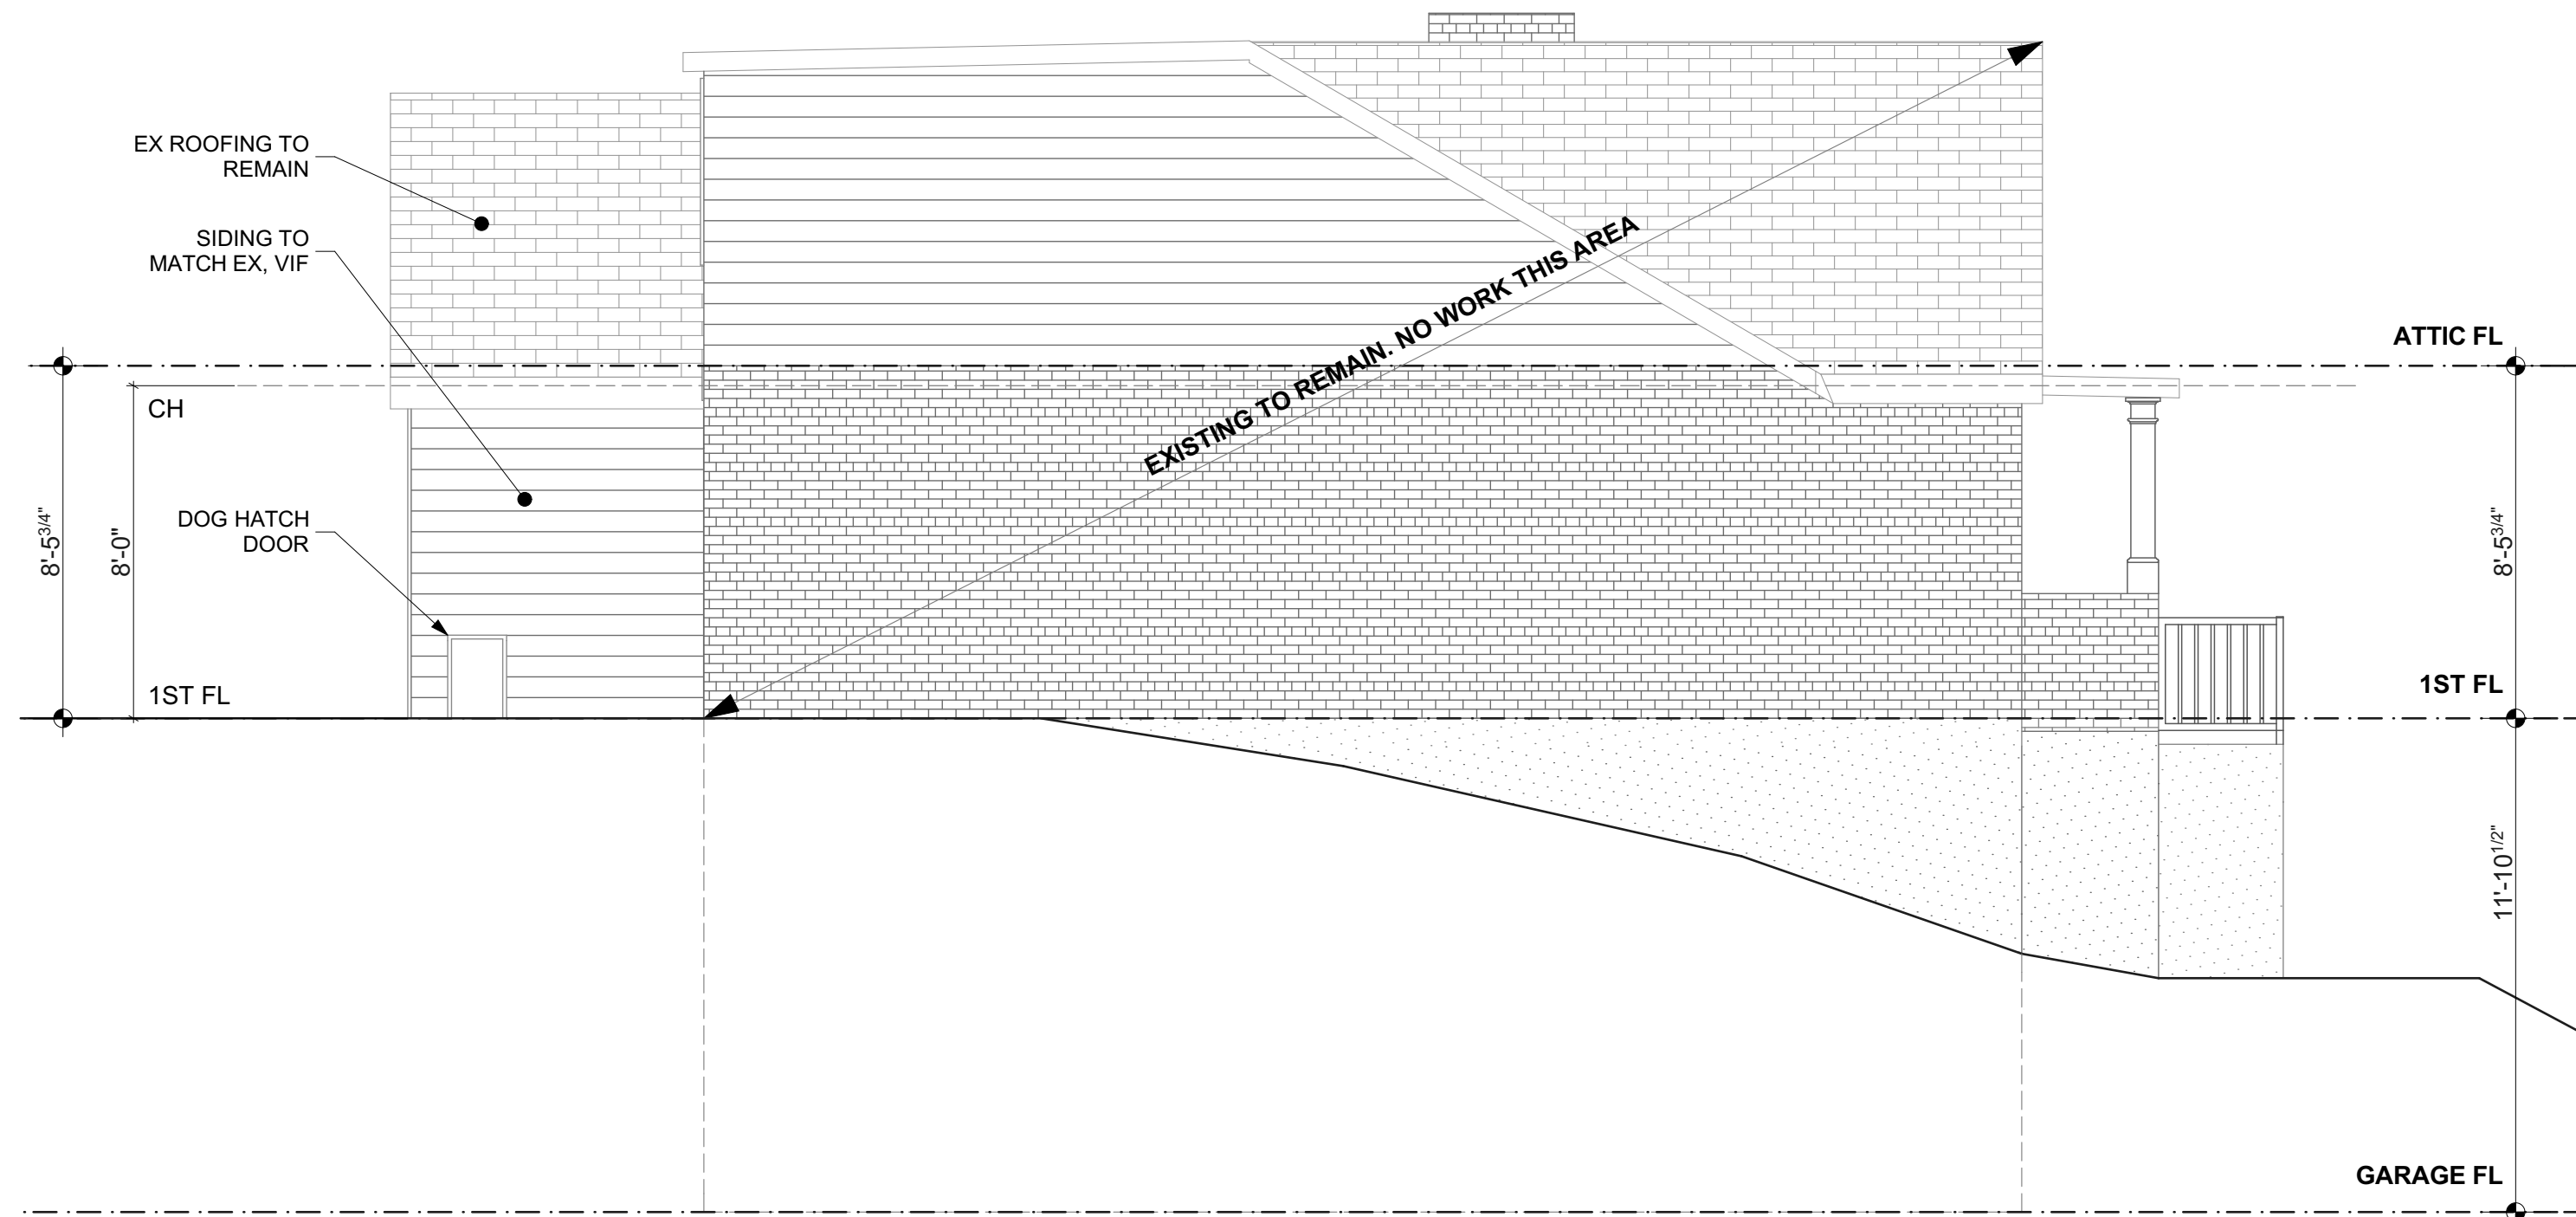 EX ROOFING TO
REMAIN
SIDING TO
MATCH EX, VIF
DOG HATCH
DOOR
CH
1ST FL
8'-5 3/4"
8'-0"
EXISTING TO REMAIN. NO WORK THIS AREA
ATTIC FL
8'-5 3/4"
1ST FL
11'-10 1/2"
GARAGE FL